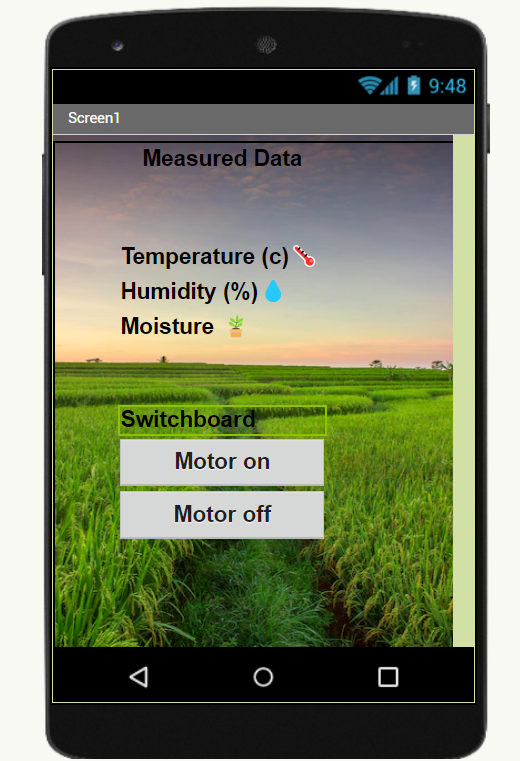 9:48
Screen1
Measured Data
Temperature (c)
Humidity (%)
Moisture
Switchboard
Motor on
Motor off